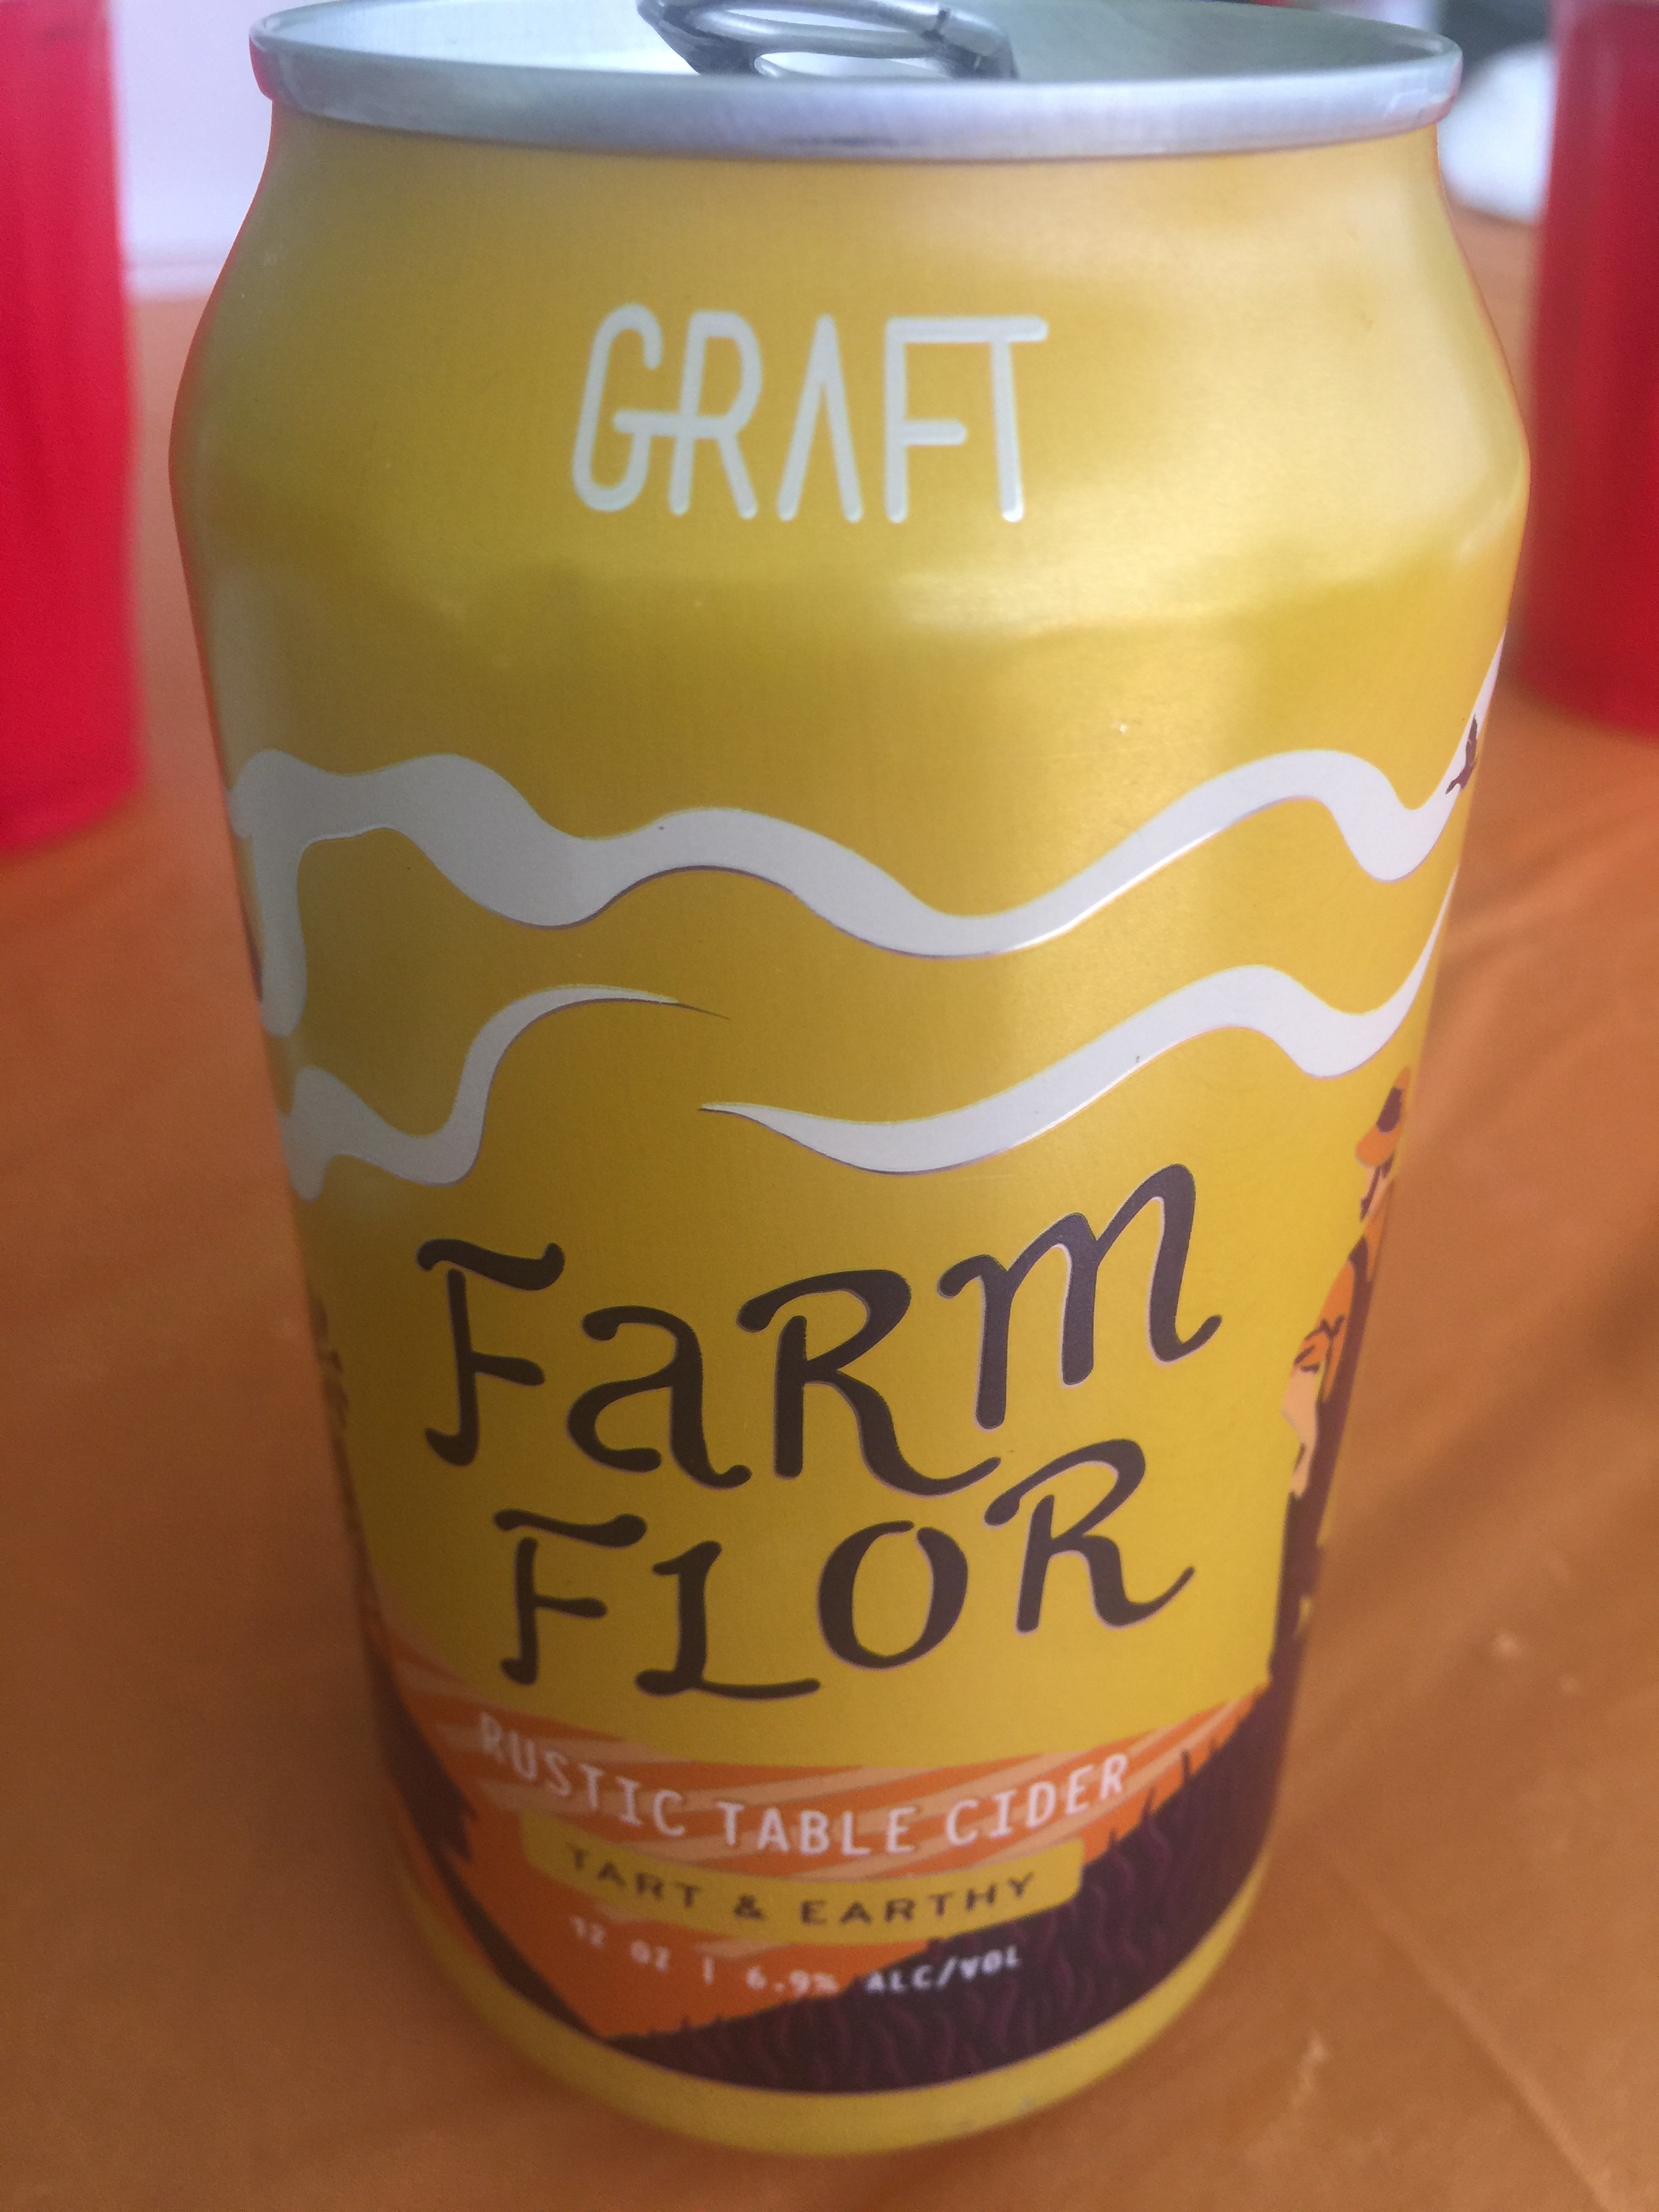 GRAFT
FaRm
FLOR
RUSTIC TABLE CIDER
TART & EARTHY
12 OZ | 6.9% ALC/VOL